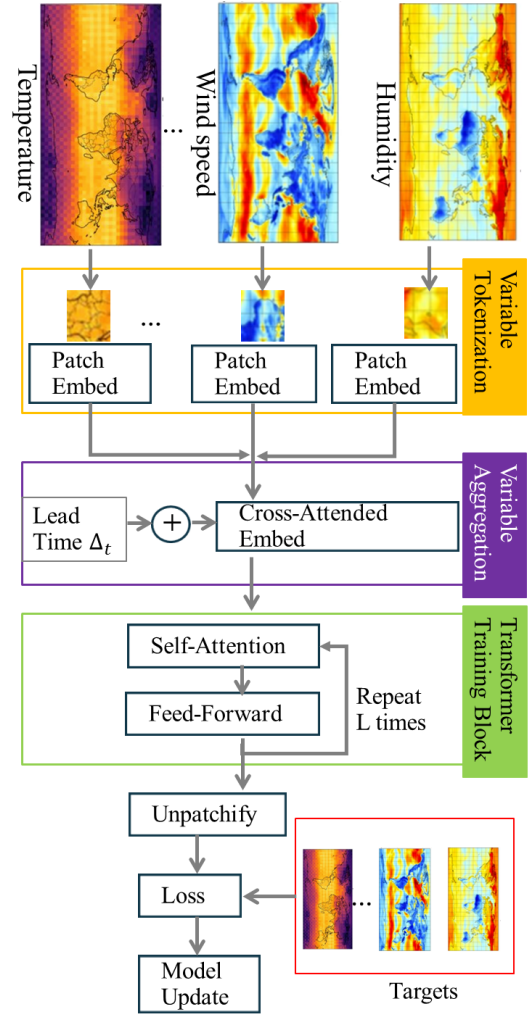 Temperature
...
Wind speed
Humidity
...
Patch
Embed
Patch
Embed
Patch
Embed
Variable
Tokenization
Lead
Time Δt
+
Cross-Attended
Embed
Variable
Aggregation
Self-Attention
Feed-Forward
Repeat
L times
Transformer
Training Block
Unpatchify
Loss
...
Model
Update
Targets